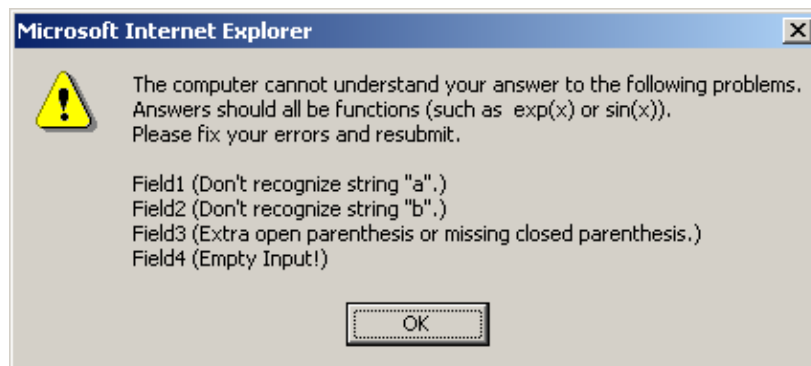 Microsoft Internet Explorer
The computer cannot understand your answer to the following problems.
Answers should all be functions (such as exp(x) or sin(x)).
Please fix your errors and resubmit.
Field1 (Don't recognize string "a".)
Field2 (Don't recognize string "b".)
Field3 (Extra open parenthesis or missing closed parenthesis.)
Field4 (Empty Input!)
OK